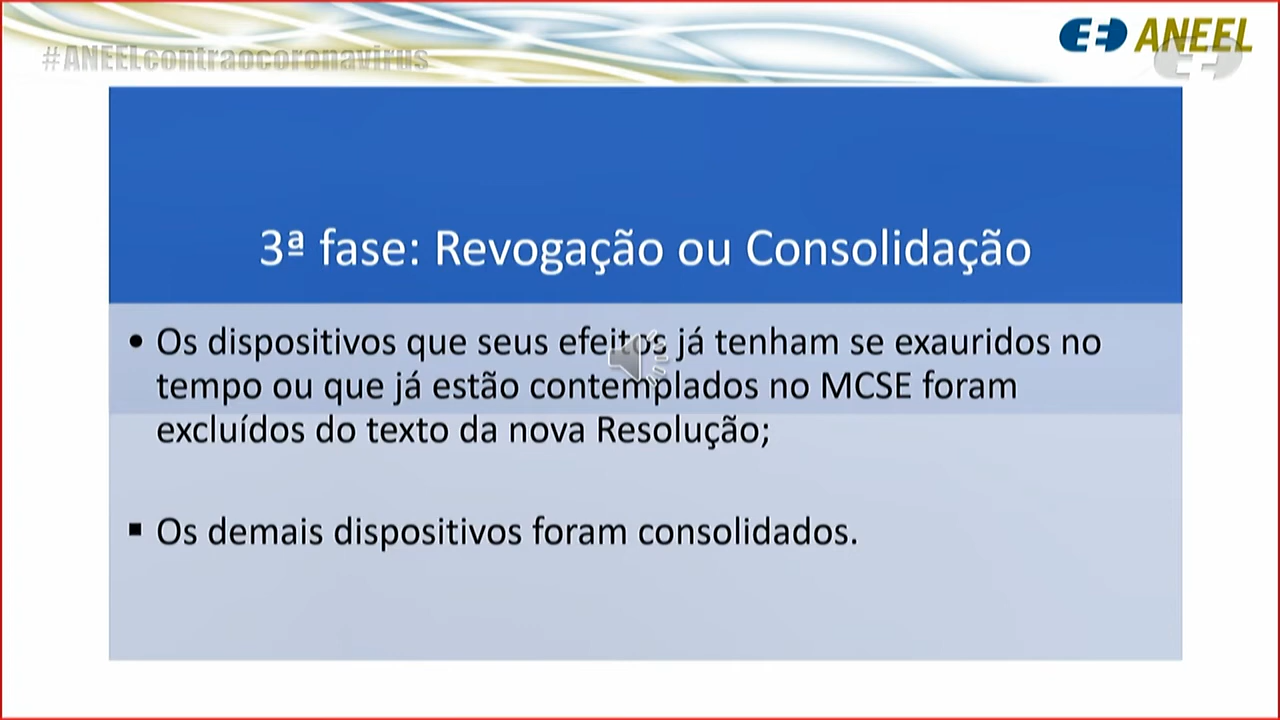 #ANEELcontraocoronavirus
ANEEL
3ª fase: Revogação ou Consolidação
• Os dispositivos que seus efeitos já tenham se exauridos no
tempo ou que já estão contemplados no MCSE foram
excluídos do texto da nova Resolução;
▪ Os demais dispositivos foram consolidados.